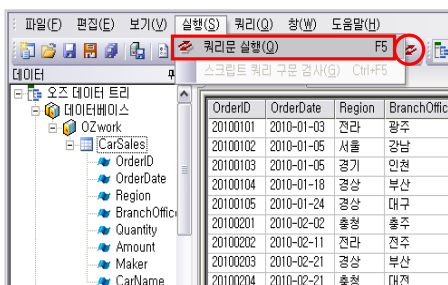 파일(F) 편집(E) 보기(V) 실행(S) 쿼리(Q) 창(W) 도움말(H)
쿼리문 실행(Q) F5
스크립트 쿼리 구문 검사(G) Ctrl+F5
데이터
오즈 데이터 트리
데이터베이스
OZwork
CarSales
OrderID
OrderDate
Region
BranchOffic
Quantity
Amount
Maker
CarName
OrderID OrderDate Region BranchOffic
20100101 2010-01-03 전라 광주
20100102 2010-01-05 서울 강남
20100103 2010-01-05 경기 인천
20100104 2010-01-18 경상 부산
20100105 2010-01-24 경상 대구
20100201 2010-02-02 충청 충주
20100202 2010-02-11 전라 전주
20100203 2010-02-21 경상 부산
20100204 2010-02-21 충청 대전